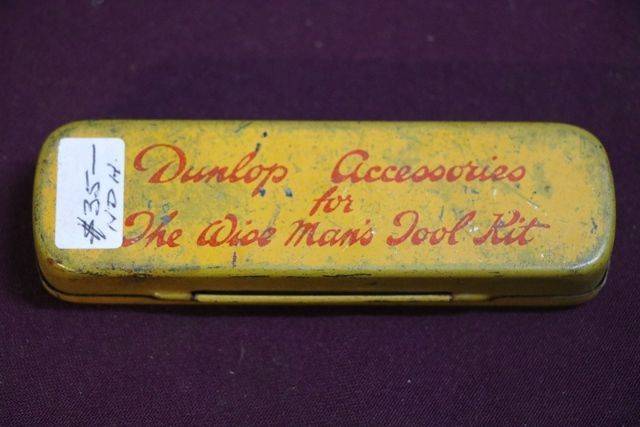 Dunlop Accessories
for
The Wise Man's Tool Kit
$35—
NDH